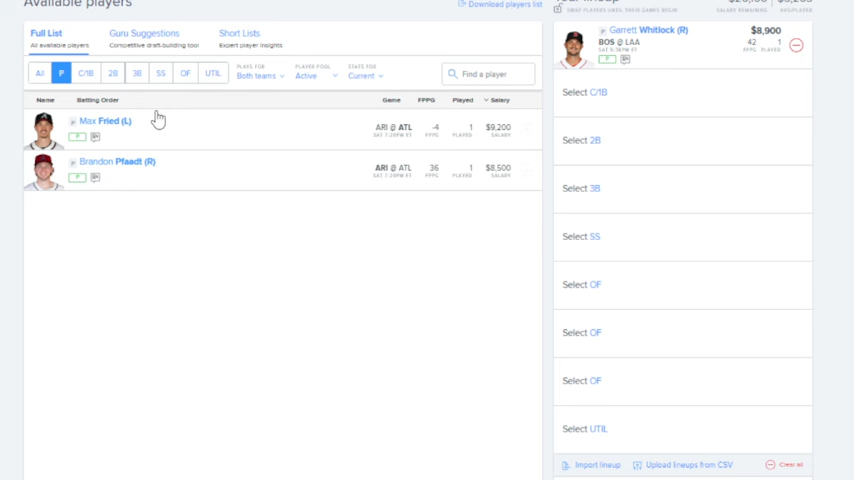 Available players
Download players list
Full List
All available players
Guru Suggestions
Competitive draft-building tool
Short Lists
Expert player insights
All P C/1B 2B 3B SS OF UTIL
PLAYS FOR
Both teams
PLAYER POOL
Active
STATS FOR
Current
Find a player
Name Batting Order Game FPPG Played Salary
P Max Fried (L)
P
ARI @ ATL
SAT 7:20PM ET
-4
FPPG
1
PLAYED
$9,200
SALARY
P Brandon Pfaadt (R)
P
ARI @ ATL
SAT 7:20PM ET
36
FPPG
1
PLAYED
$8,500
SALARY
SWAP PLAYERS UNTIL THEIR GAMES BEGIN
SALARY REMAINING
AVG/PLAYER
P Garrett Whitlock (R)
BOS @ LAA
P
$8,900
42 1
FPPG PLAYED
Select C/1B
Select 2B
Select 3B
Select SS
Select OF
Select OF
Select OF
Select UTIL
Import lineup
Upload lineups from CSV
Clear all